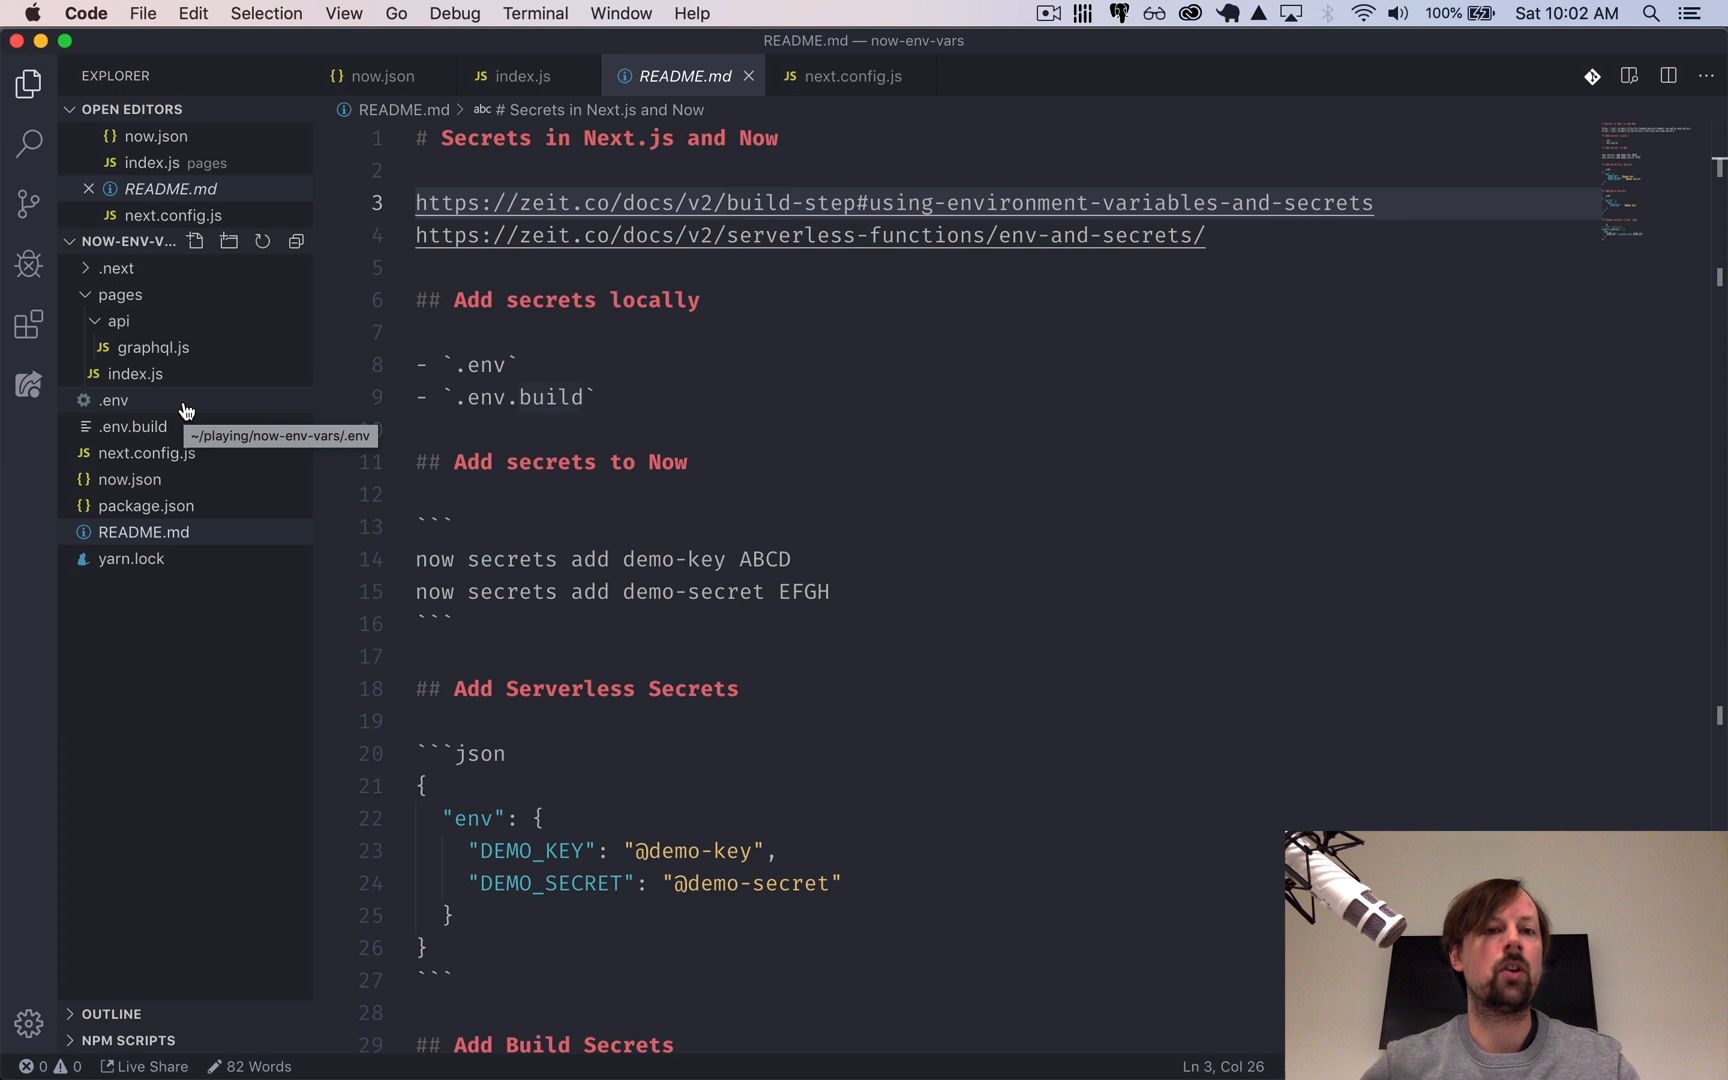 Code File Edit Selection View Go Debug Terminal Window Help 100% Sat 10:02 AM
README.md — now-env-vars
EXPLORER
{} now.json JS index.js README.md × JS next.config.js ...
OPEN EDITORS
README.md > abc # Secrets in Next.js and Now
{} now.json
JS index.js pages
× README.md
JS next.config.js
NOW-ENV-V...
> .next
pages
api
JS graphql.js
JS index.js
.env
.env.build
~/playing/now-env-vars/.env
JS next.config.js
{} now.json
{} package.json
README.md
yarn.lock
OUTLINE
NPM SCRIPTS
1 # Secrets in Next.js and Now
2
3 https://zeit.co/docs/v2/build-step#using-environment-variables-and-secrets
4 https://zeit.co/docs/v2/serverless-functions/env-and-secrets/
5
6 ## Add secrets locally
7
8 - `.env`
9 - `.env.build`
11 ## Add secrets to Now
12
13 ```
14 now secrets add demo-key ABCD
15 now secrets add demo-secret EFGH
16 ```
17
18 ## Add Serverless Secrets
19
20 ```json
21 {
22 "env": {
23 "DEMO_KEY": "@demo-key",
24 "DEMO_SECRET": "@demo-secret"
25 }
26 }
27 ```
28
29 ## Add Build Secrets
0 0 Live Share 82 Words Ln 3, Col 26